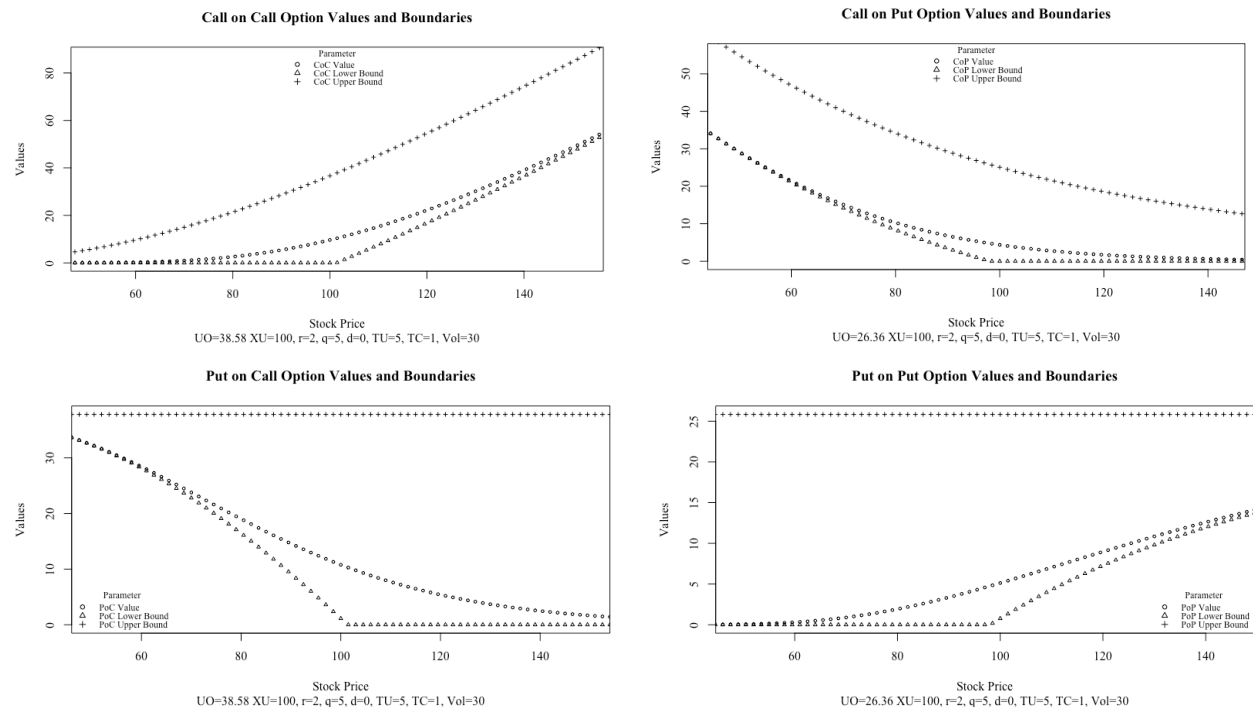 Call on Call Option Values and Boundaries
Parameter
CoC Value
CoC Lower Bound
CoC Upper Bound
Values
0
20
40
60
80
60
80
100
120
140
Stock Price
UO=38.58 XU=100, r=2, q=5, d=0, TU=5, TC=1, Vol=30
Call on Put Option Values and Boundaries
Parameter
CoP Value
CoP Lower Bound
CoP Upper Bound
Values
0
10
20
30
40
50
60
80
100
120
140
Stock Price
UO=26.36 XU=100, r=2, q=5, d=0, TU=5, TC=1, Vol=30
Put on Call Option Values and Boundaries
Values
0
10
20
30
Parameter
PoC Value
PoC Lower Bound
PoC Upper Bound
60
80
100
120
140
Stock Price
UO=38.58 XU=100, r=2, q=5, d=0, TU=5, TC=1, Vol=30
Put on Put Option Values and Boundaries
Values
0
5
10
15
20
25
Parameter
PoP Value
PoP Lower Bound
PoP Upper Bound
60
80
100
120
140
Stock Price
UO=26.36 XU=100, r=2, q=5, d=0, TU=5, TC=1, Vol=30